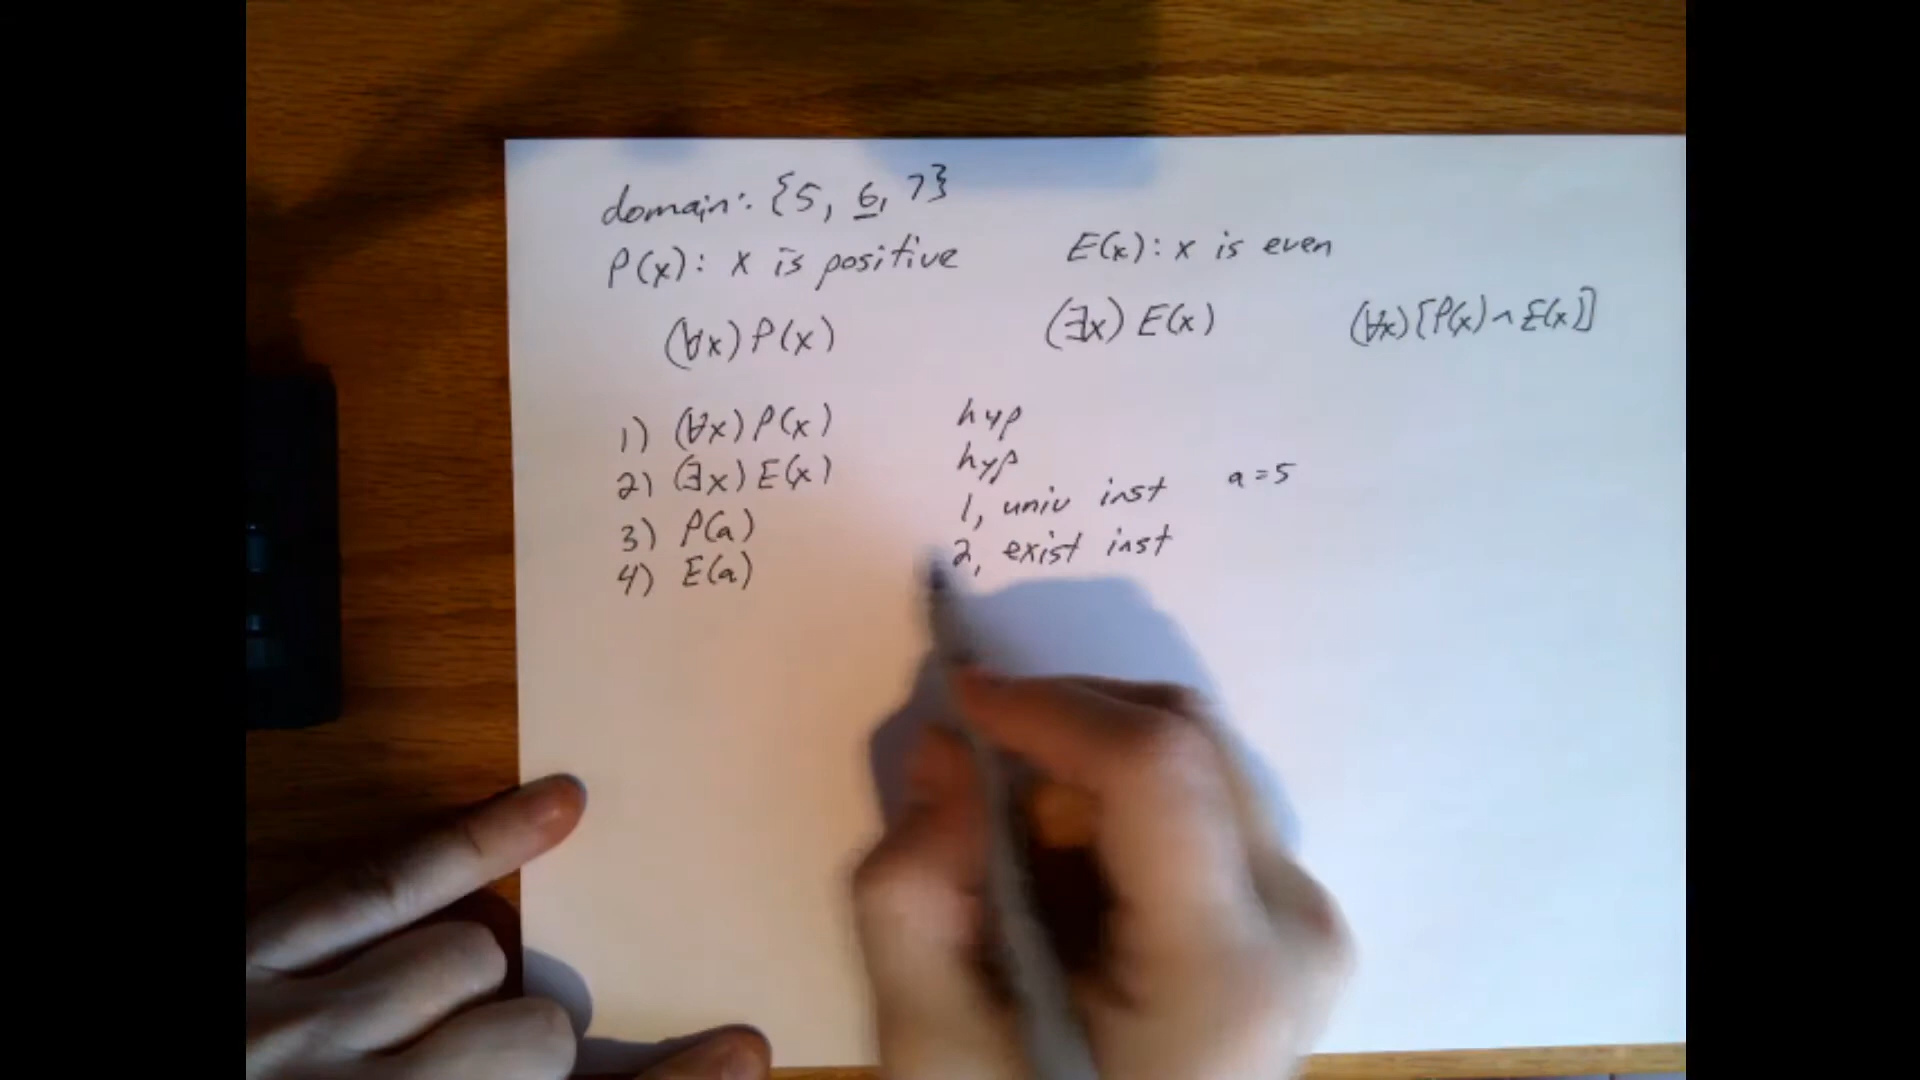 domain: {5, 6, 7}
P(x): x is positive E(x): x is even
(∀x) P(x) (∃x) E(x) (∀x)[P(x) ∧ E(x)]
1) (∀x) P(x) hyp
2) (∃x) E(x) hyp
3) P(a) 1, univ inst a=5
4) E(a) 2, exist inst